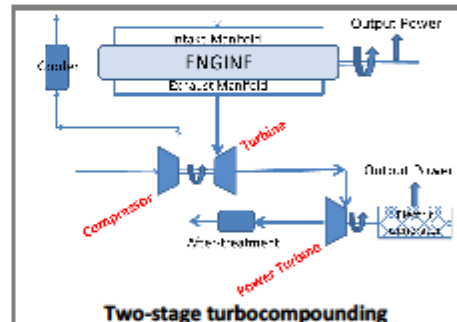 Output Power
Intake Manifold
Cooler
ENGINE
Exhaust Manifold
Turbine
Compressor
Output Power
After-treatment
Power Turbine
Two-stage turbocompounding